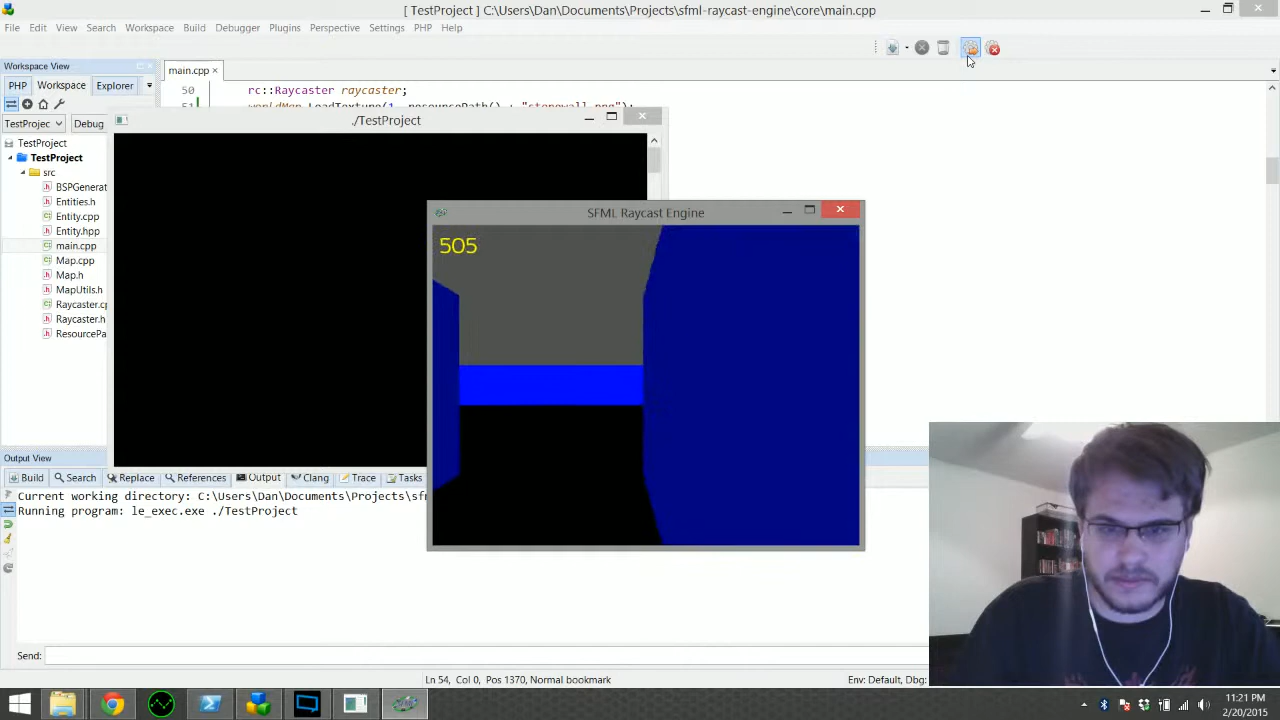 [ TestProject ] C:\Users\Dan\Documents\Projects\sfml-raycast-engine\core\main.cpp
File Edit View Search Workspace Build Debugger Plugins Perspective Settings PHP Help
Workspace View
main.cpp
PHP Workspace Explorer
50 rc::Raycaster raycaster;
TestProjec Debug
./TestProject
TestProject
TestProject
src
BSPGenerat
Entities.h
Entity.cpp
Entity.hpp
main.cpp
Map.cpp
Map.h
MapUtils.h
Raycaster.cp
Raycaster.h
ResourcePa
SFML Raycast Engine
505
Output View
Build Search Replace References Output Clang Trace Tasks
Current working directory: C:\Users\Dan\Documents\Projects\sfm
Running program: le_exec.exe ./TestProject
Send:
Ln 54, Col 0, Pos 1370, Normal bookmark
Env: Default, Dbg:
11:21 PM
2/20/2015